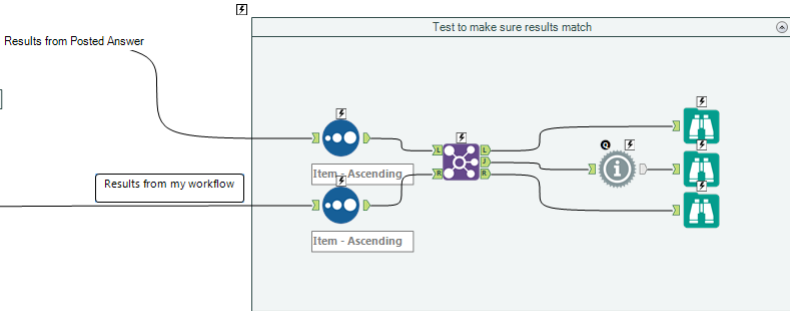 Test to make sure results match
Results from Posted Answer
L
L
J
R
R
Q
Item - Ascending
Results from my workflow
Item - Ascending